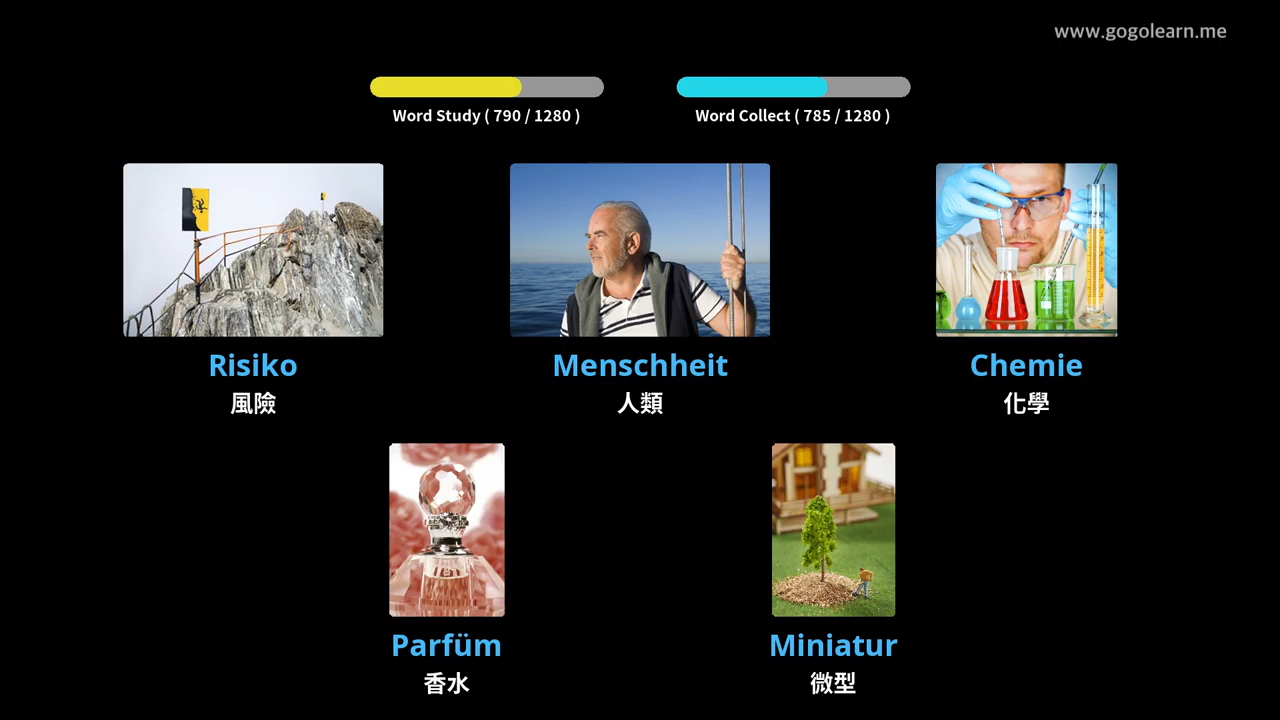 www.gogolearn.me
Word Study ( 790 / 1280 )
Word Collect ( 785 / 1280 )
Risiko
風險
Menschheit
人類
Chemie
化學
Parfüm
香水
Miniatur
微型